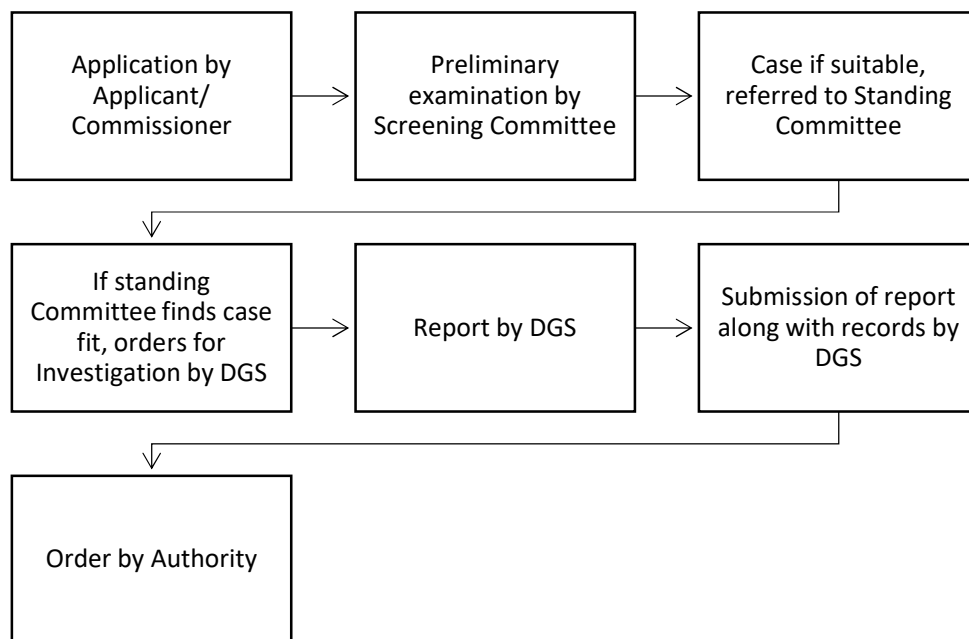 Application by
Applicant/
Commissioner
Preliminary
examination by
Screening Committee
Case if suitable,
referred to Standing
Committee
If standing
Committee finds case
fit, orders for
Investigation by DGS
Report by DGS
Submission of report
along with records by
DGS
Order by Authority